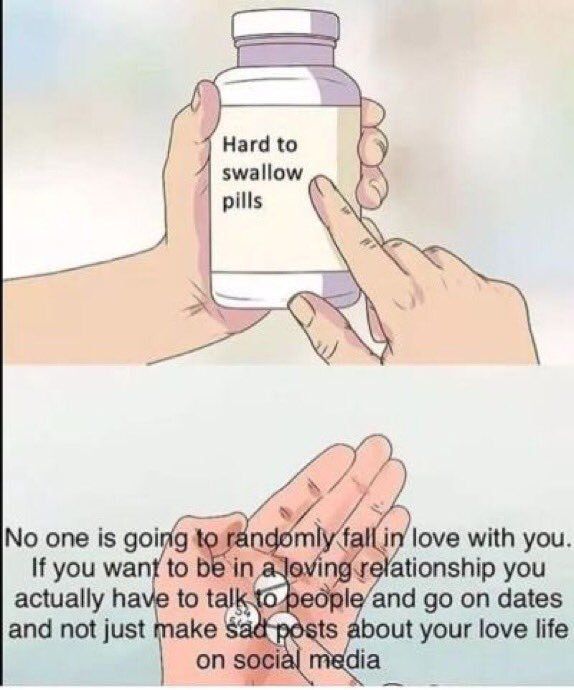 Hard to
swallow
pills
No one is going to randomly fall in love with you.
If you want to be in a loving relationship you
actually have to talk to people and go on dates
and not just make sad posts about your love life
on social media